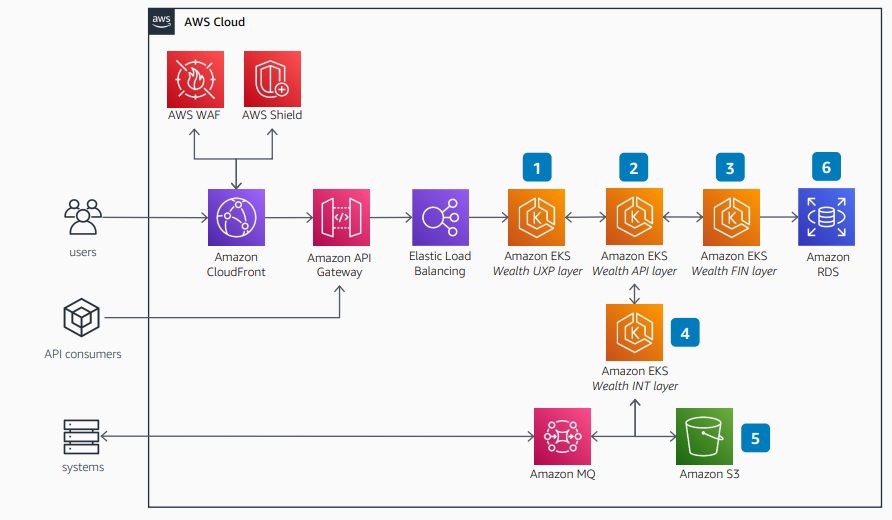 aws
AWS Cloud
AWS WAF
AWS Shield
1
2
3
6
users
Amazon
CloudFront
Amazon API
Gateway
Elastic Load
Balancing
Amazon EKS
Wealth UXP layer
Amazon EKS
Wealth API layer
Amazon EKS
Wealth FIN layer
Amazon
RDS
API consumers
4
Amazon EKS
Wealth INT layer
systems
Amazon MQ
Amazon S3
5